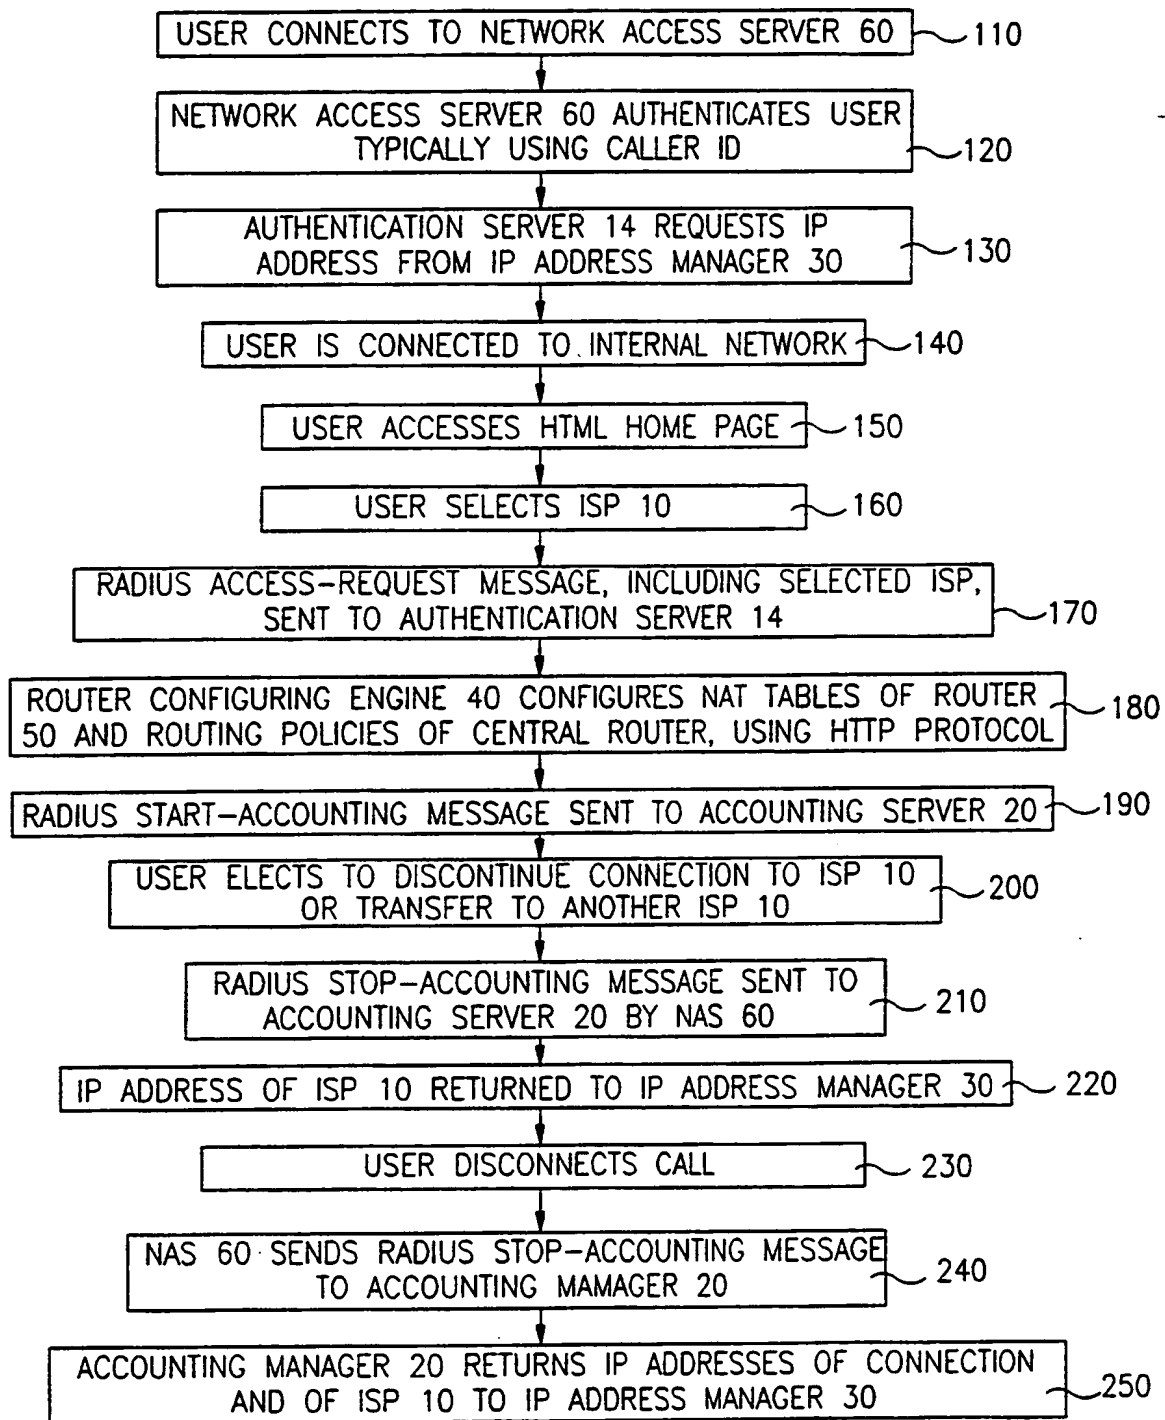 USER CONNECTS TO NETWORK ACCESS SERVER 60
110
NETWORK ACCESS SERVER 60 AUTHENTICATES USER
TYPICALLY USING CALLER ID
120
AUTHENTICATION SERVER 14 REQUESTS IP
ADDRESS FROM IP ADDRESS MANAGER 30
130
USER IS CONNECTED TO INTERNAL NETWORK
140
USER ACCESSES HTML HOME PAGE
150
USER SELECTS ISP 10
160
RADIUS ACCESS-REQUEST MESSAGE, INCLUDING SELECTED ISP,
SENT TO AUTHENTICATION SERVER 14
170
ROUTER CONFIGURING ENGINE 40 CONFIGURES NAT TABLES OF ROUTER
50 AND ROUTING POLICIES OF CENTRAL ROUTER, USING HTTP PROTOCOL
180
RADIUS START-ACCOUNTING MESSAGE SENT TO ACCOUNTING SERVER 20
190
USER ELECTS TO DISCONTINUE CONNECTION TO ISP 10
OR TRANSFER TO ANOTHER ISP 10
200
RADIUS STOP-ACCOUNTING MESSAGE SENT TO
ACCOUNTING SERVER 20 BY NAS 60
210
IP ADDRESS OF ISP 10 RETURNED TO IP ADDRESS MANAGER 30
220
USER DISCONNECTS CALL
230
NAS 60 SENDS RADIUS STOP-ACCOUNTING MESSAGE
TO ACCOUNTING MAMAGER 20
240
ACCOUNTING MANAGER 20 RETURNS IP ADDRESSES OF CONNECTION
AND OF ISP 10 TO IP ADDRESS MANAGER 30
250